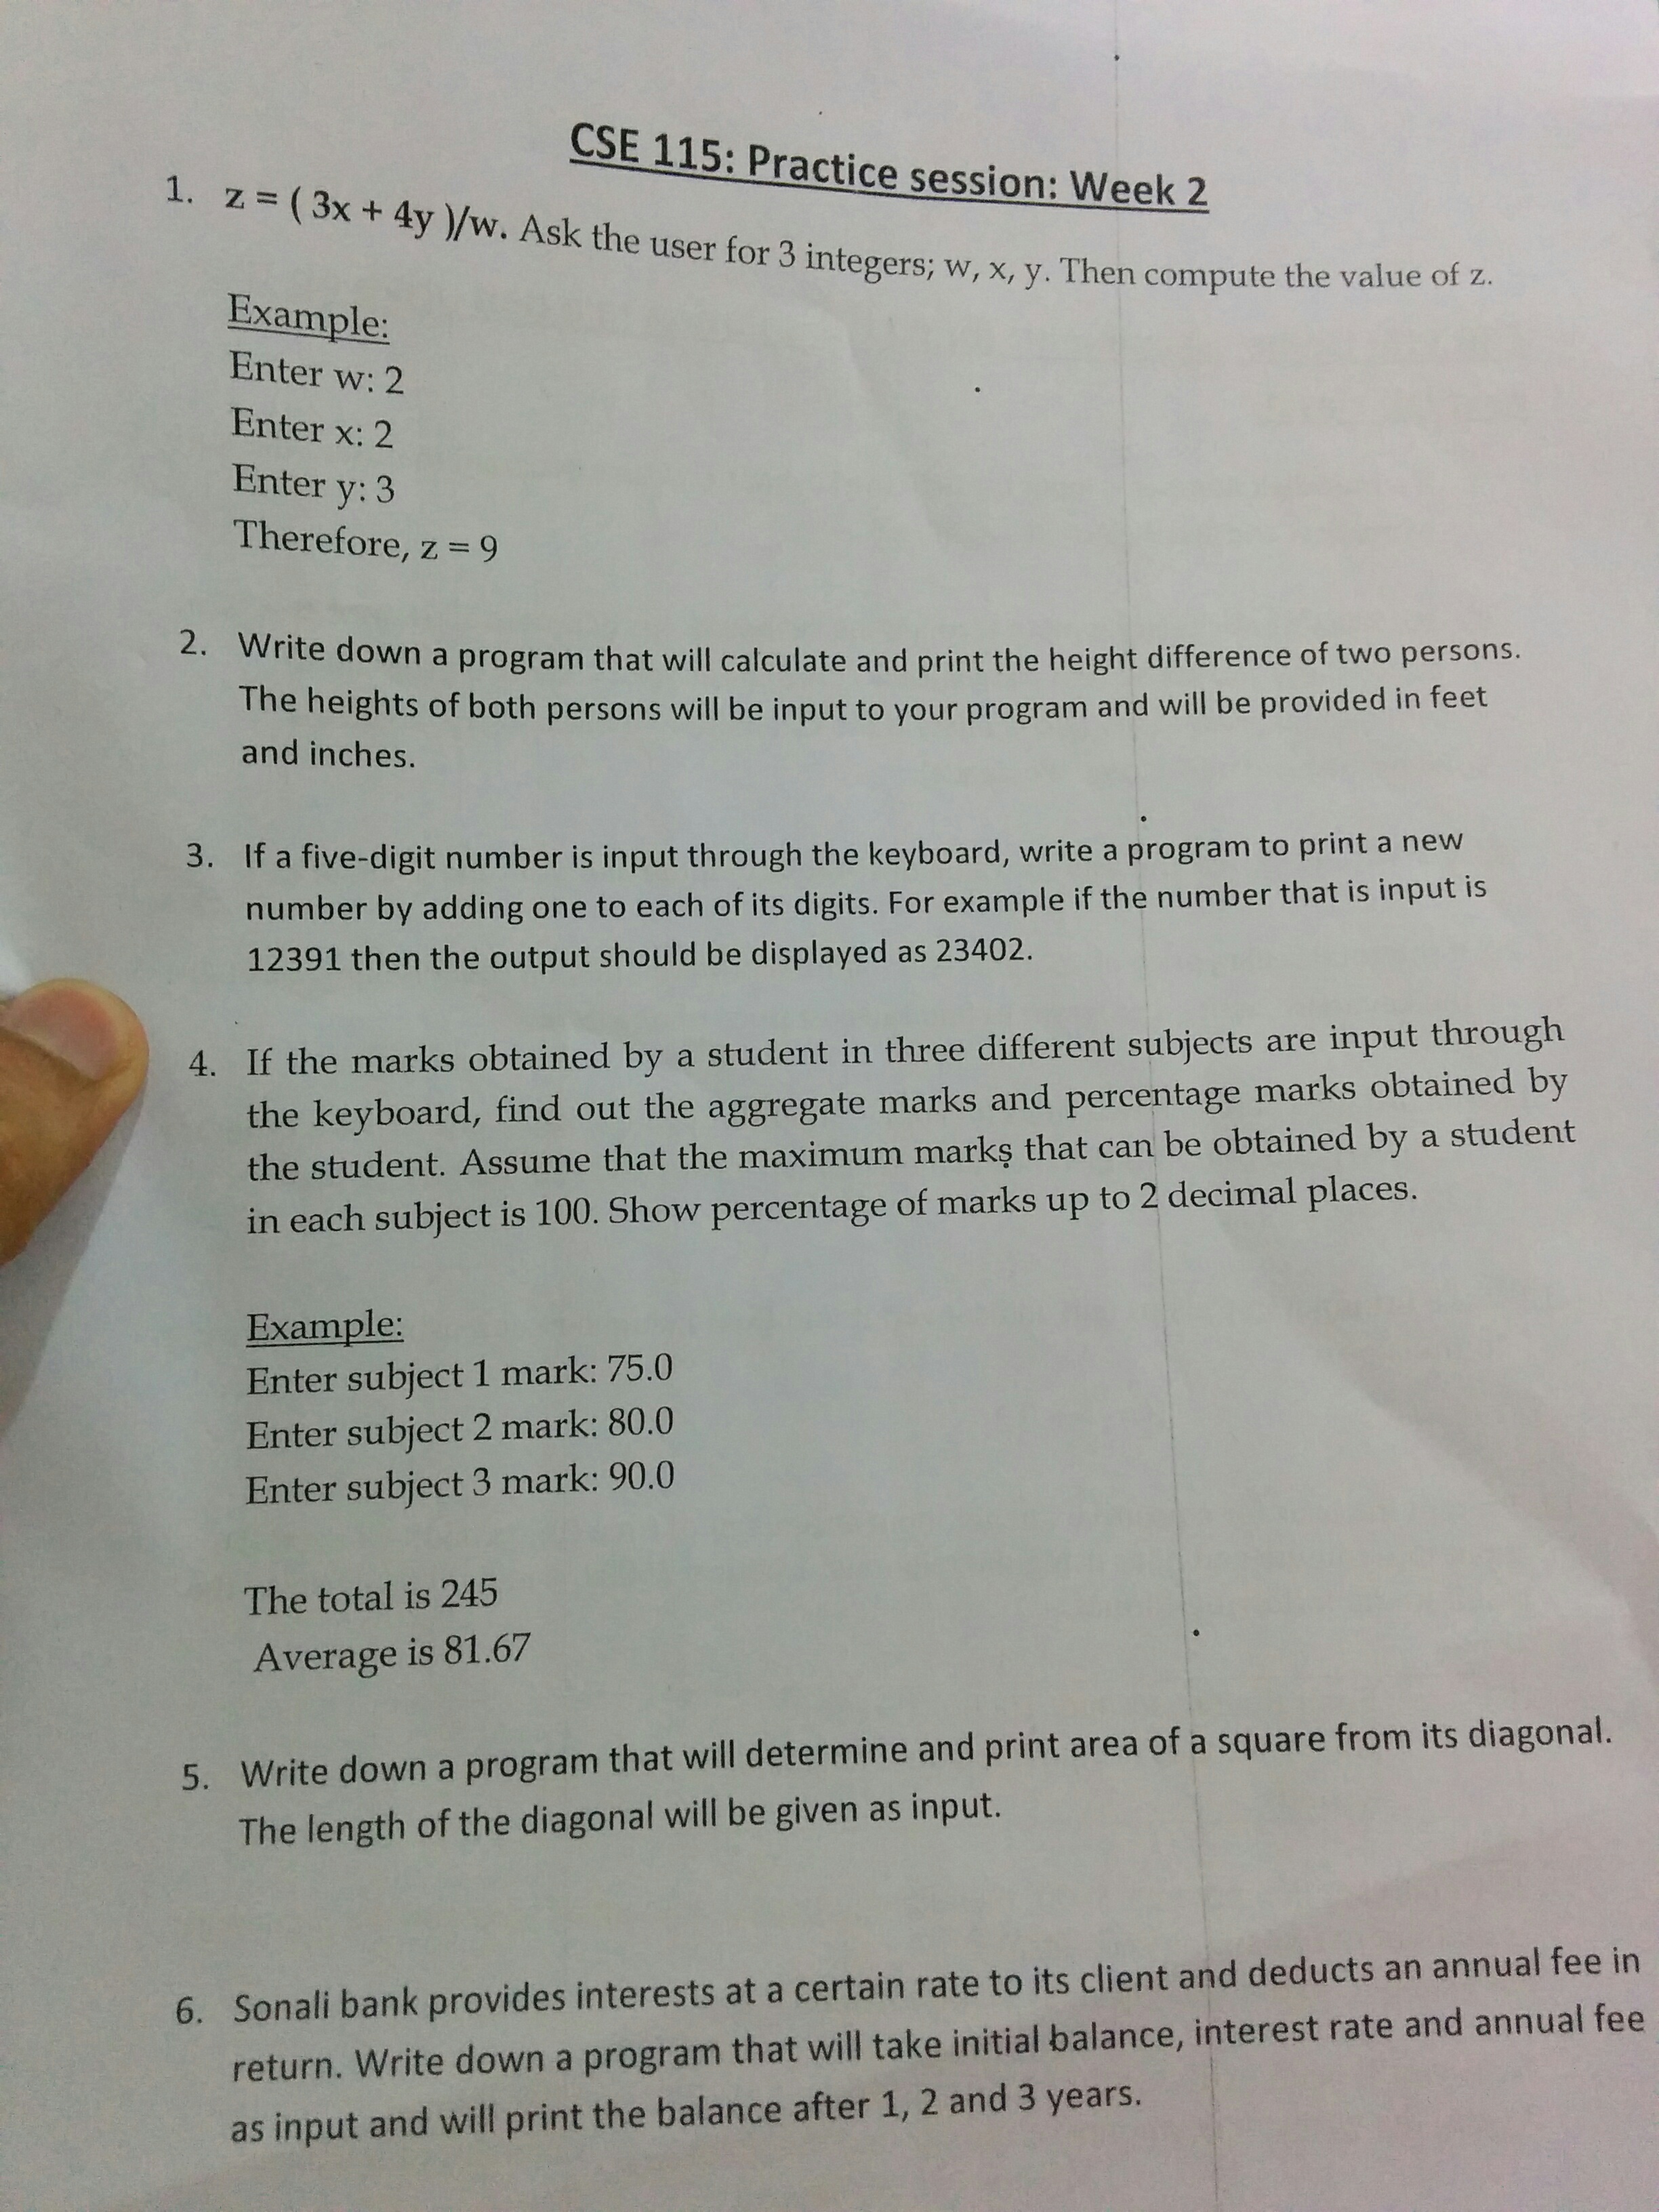 CSE 115: Practice session: Week 2
1. z = ( 3x + 4y )/w. Ask the user for 3 integers; w, x, y. Then compute the value of z.
Example:
Enter w: 2
Enter x: 2
Enter y: 3
Therefore, z = 9
2. Write down a program that will calculate and print the height difference of two persons.
The heights of both persons will be input to your program and will be provided in feet
and inches.
3. If a five-digit number is input through the keyboard, write a program to print a new
number by adding one to each of its digits. For example if the number that is input is
12391 then the output should be displayed as 23402.
4. If the marks obtained by a student in three different subjects are input through
the keyboard, find out the aggregate marks and percentage marks obtained by
the student. Assume that the maximum marks that can be obtained by a student
in each subject is 100. Show percentage of marks up to 2 decimal places.
Example:
Enter subject 1 mark: 75.0
Enter subject 2 mark: 80.0
Enter subject 3 mark: 90.0
The total is 245
Average is 81.67
5. Write down a program that will determine and print area of a square from its diagonal.
The length of the diagonal will be given as input.
6. Sonali bank provides interests at a certain rate to its client and deducts an annual fee in
return. Write down a program that will take initial balance, interest rate and annual fee
as input and will print the balance after 1, 2 and 3 years.